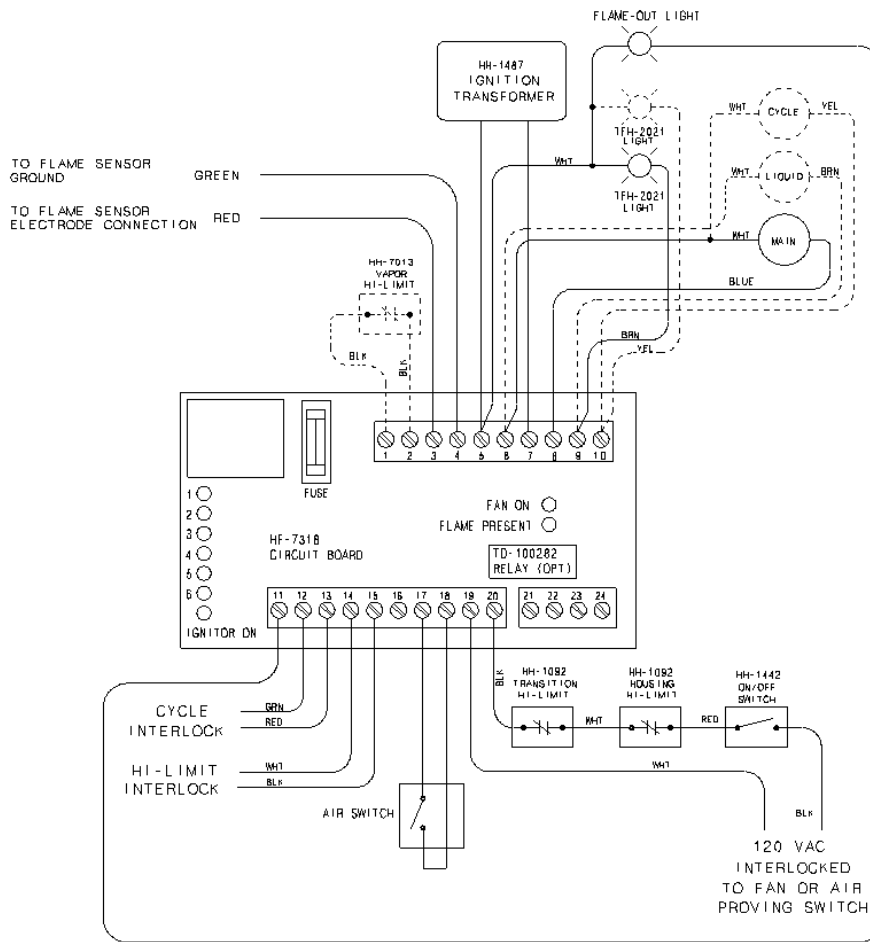 FLAME-OUT LIGHT
HH-1487
IGNITION
TRANSFORMER
TFH-2021
LIGHT
WHT
TFH-2021
LIGHT
WHT
CYCLE
YEL
WHT
LIQUID
BRN
WHT
MAIN
BLUE
BRN
YEL
TO FLAME SENSOR
GROUND
GREEN
TO FLAME SENSOR
ELECTRODE CONNECTION
RED
HH-7013
VAPOR
HI-LIMIT
BLK
BLK
1 2 3 4 5 6 7 8 9 10
FUSE
1
2
3
4
5
6
IGNITOR ON
FAN ON
FLAME PRESENT
HF-7318
CIRCUIT BOARD
TD-100282
RELAY (OPT)
11 12 13 14 15 16 17 18 19 20
21 22 23 24
CYCLE
INTERLOCK
GRN
RED
HI-LIMIT
INTERLOCK
WHT
BLK
AIR SWITCH
BLK
HH-1092
TRANSITION
HI-LIMIT
WHT
HH-1092
HOUSING
HI-LIMIT
RED
HH-1442
ON/OFF
SWITCH
WHT
BLK
120 VAC
INTERLOCKED
TO FAN OR AIR
PROVING SWITCH